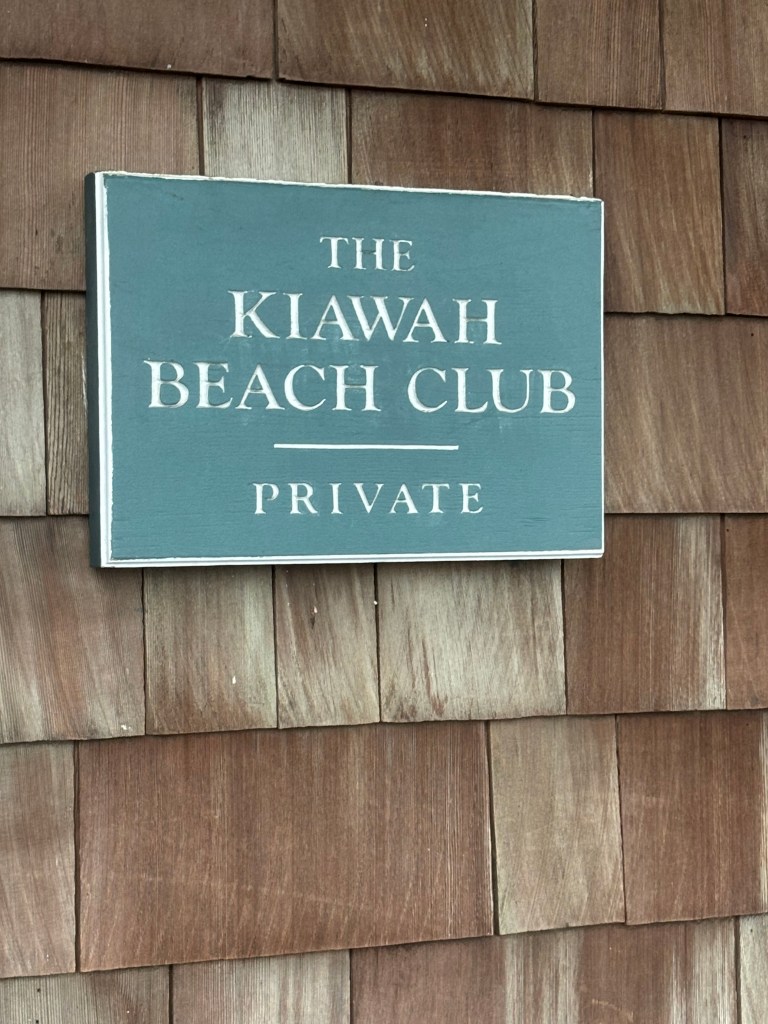 THE
KIAWAH
BEACH CLUB
PRIVATE